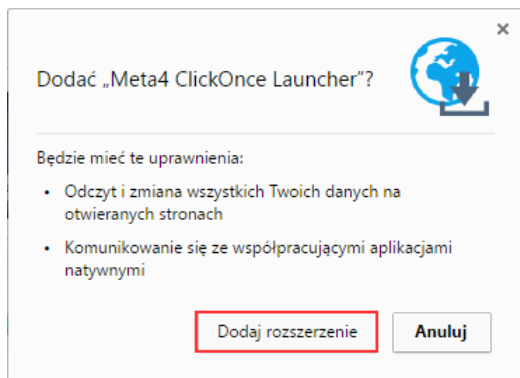 Dodać „Meta4 ClickOnce Launcher”?
Będzie mieć te uprawnienia:
• Odczyt i zmiana wszystkich Twoich danych na
otwieranych stronach
• Komunikowanie się ze współpracującymi aplikacjami
natywnymi
Dodaj rozszerzenie
Anuluj